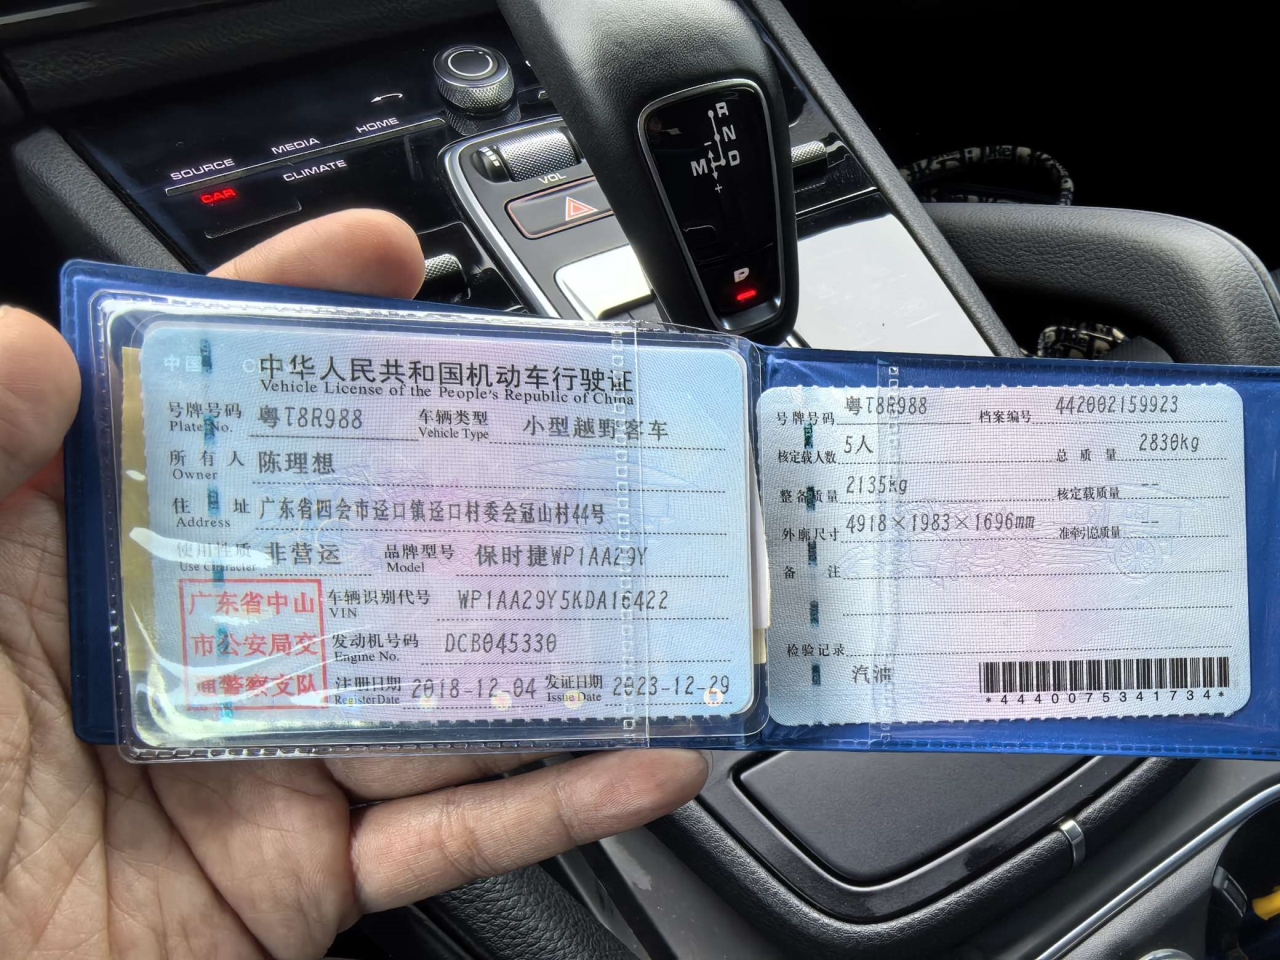 SOURCE MEDIA HOME
CAR CLIMATE
VOL
R
N
M D
+
P
中华人民共和国机动车行驶证
Vehicle License of the People's Republic of China
号牌号码 粤T8R988 车辆类型 小型越野客车
Plate No. Vehicle Type
所有人 陈理想
Owner
住址 广东省四会市迳口镇迳口村委会冠山村44号
Address
使用性质 非营运 品牌型号 保时捷WP1AA29Y
Use Character Model
广东省中山
市公安局交
通警察支队
车辆识别代号 WP1AA29Y5KDA16422
VIN
发动机号码 DCB045330
Engine No.
注册日期 2018-12-04 发证日期 2023-12-29
Register Date Issue Date
号牌号码 粤T8R988 档案编号 442002159923
核定载人数 5人 总质量 2830kg
整备质量 2135kg 核定载质量 --
外廓尺寸 4918×1983×1696mm 准牵引总质量 --
备注
检验记录
汽油
*4440075341734*